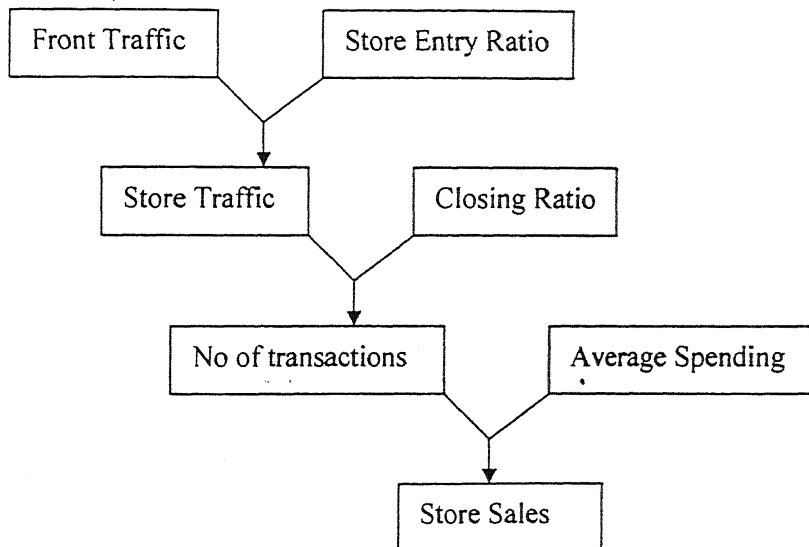 Front Traffic
Store Entry Ratio
Store Traffic
Closing Ratio
No of transactions
Average Spending
Store Sales